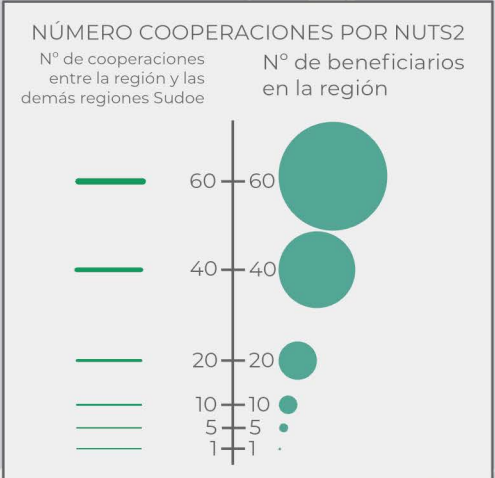 NÚMERO COOPERACIONES POR NUTS2
Nº de cooperaciones
entre la región y las
demás regiones Sudoe
Nº de beneficiarios
en la región
60 60
40 40
20 20
10 10
5 5
1 1